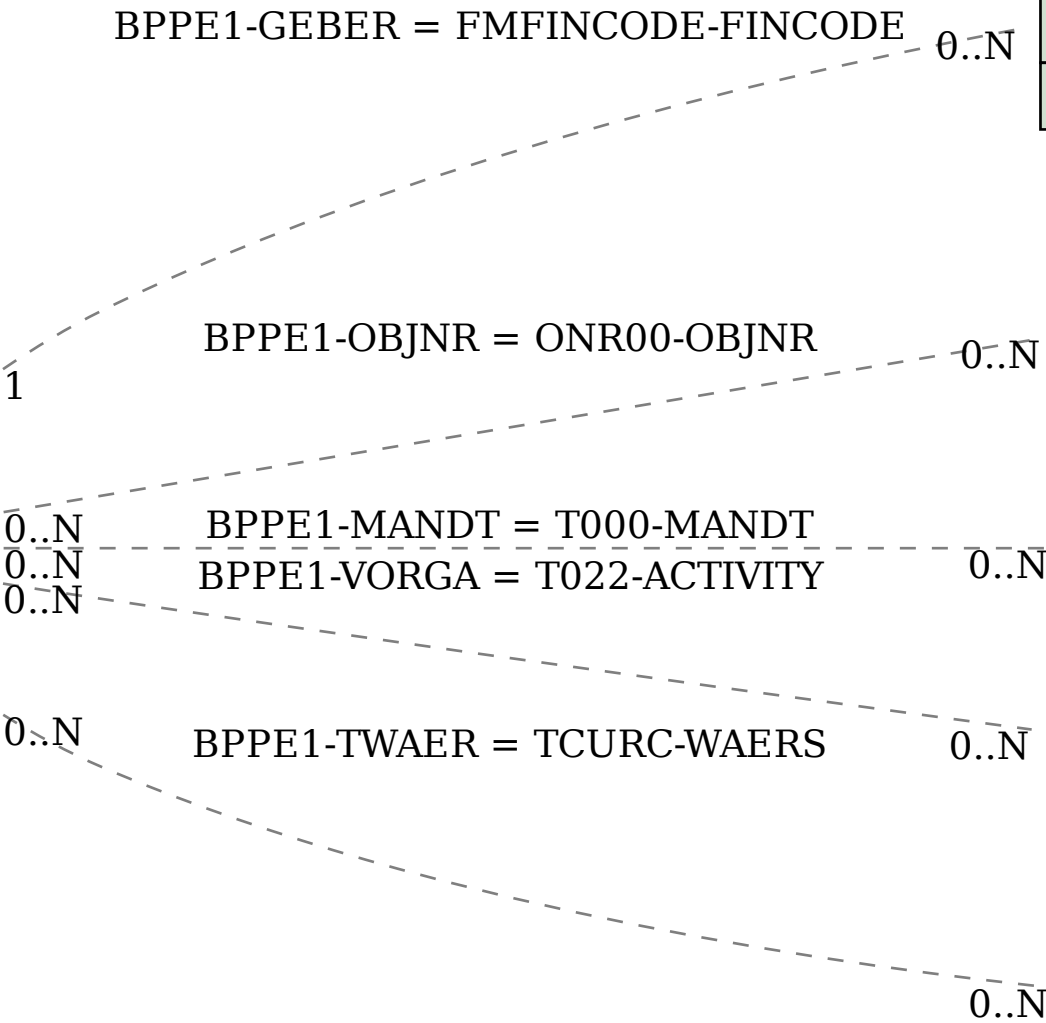 BPPE1-GEBER = FMFINCODE-FINCODE
0..N
BPPE1-OBJNR = ONR00-OBJNR
0..N
1
BPPE1-MANDT = T000-MANDT
0..N
0..N
0..N
BPPE1-VORGA = T022-ACTIVITY
0..N
BPPE1-TWAER = TCURC-WAERS
0..N
0..N
0..N